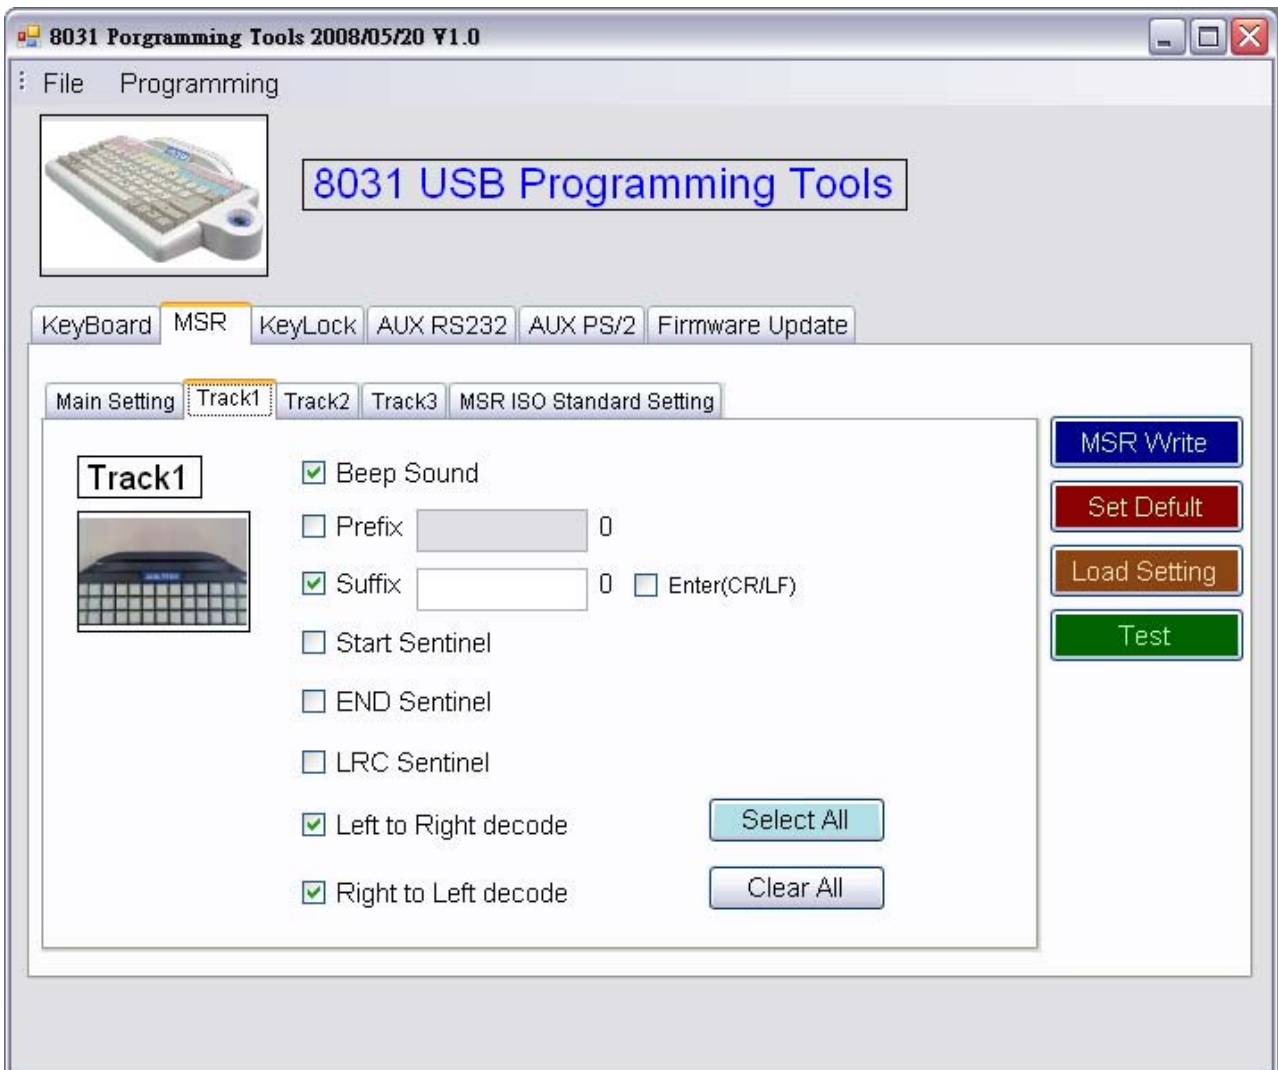 8031 Porgramming Tools 2008/05/20 V1.0
File Programming
8031 USB Programming Tools
KeyBoard MSR KeyLock AUX RS232 AUX PS/2 Firmware Update
Main Setting Track1 Track2 Track3 MSR ISO Standard Setting
MSR Write
Set Defult
Load Setting
Test
Track1
Beep Sound
Prefix 0
Suffix 0 Enter(CR/LF)
Start Sentinel
END Sentinel
LRC Sentinel
Left to Right decode
Select All
Right to Left decode
Clear All